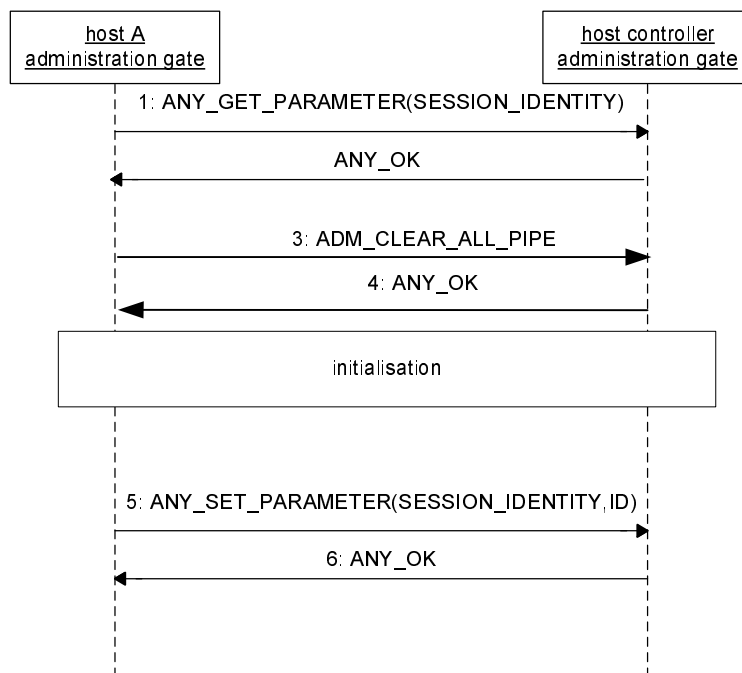 host A
administration gate
host controller
administration gate
1: ANY_GET_PARAMETER(SESSION_IDENTITY)
ANY_OK
3: ADM_CLEAR_ALL_PIPE
4: ANY_OK
initialisation
5: ANY_SET_PARAMETER(SESSION_IDENTITY,ID)
6: ANY_OK